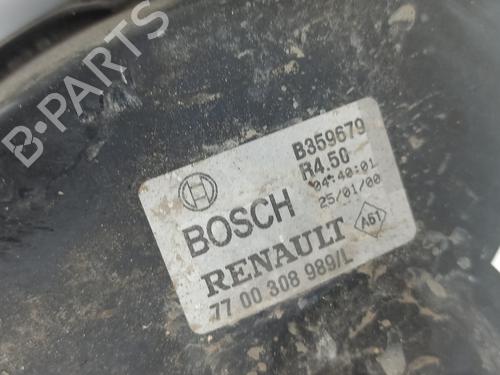 B-PARTS
B359679
R4.50
04:40:01
25/01/00
BOSCH
RENAULT
A61
77 00 308 989/L